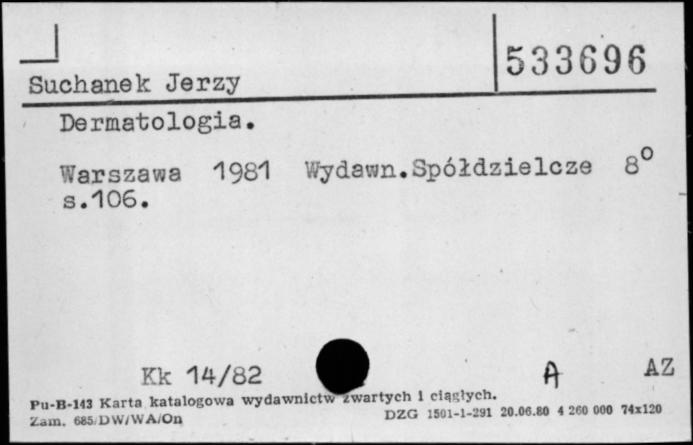 533696
Suchanek Jerzy
Dermatologia.
Warszawa 1981 Wydawn.Spółdzielcze 8°
s.106.
Kk 14/82 A AZ
Pu-B-143 Karta katalogowa wydawnictw zwartych i ciągłych.
Zam. 685/DW/WA/On DZG 1501-1-291 20.06.80 4 260 000 74x120